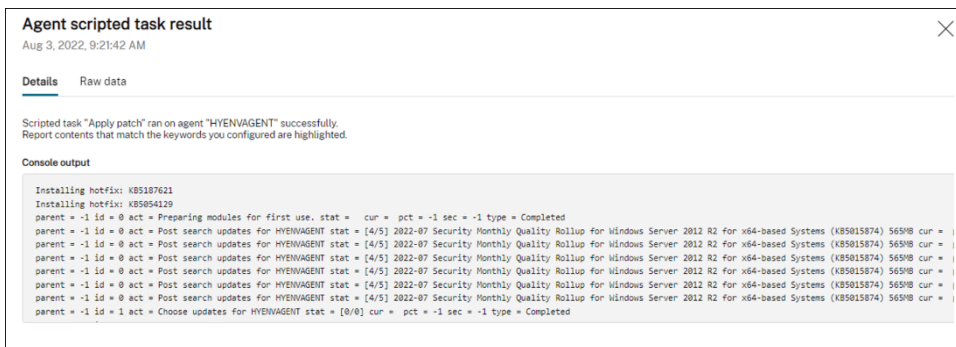 Agent scripted task result
Aug 3, 2022, 9:21:42 AM
Details Raw data
Scripted task "Apply patch" ran on agent "HYENVAGENT" successfully.
Report contents that match the keywords you configured are highlighted.
Console output
Installing hotfix: KB5187621
Installing hotfix: KB5054129
parent = -1 id = 0 act = Preparing modules for first use. stat = cur = pct = -1 sec = -1 type = Completed
parent = -1 id = 0 act = Post search updates for HYENVAGENT stat = [4/5] 2022-07 Security Monthly Quality Rollup for Windows Server 2012 R2 for x64-based Systems (KB5015874) 565MB cur =
parent = -1 id = 0 act = Post search updates for HYENVAGENT stat = [4/5] 2022-07 Security Monthly Quality Rollup for Windows Server 2012 R2 for x64-based Systems (KB5015874) 565MB cur =
parent = -1 id = 0 act = Post search updates for HYENVAGENT stat = [4/5] 2022-07 Security Monthly Quality Rollup for Windows Server 2012 R2 for x64-based Systems (KB5015874) 565MB cur =
parent = -1 id = 0 act = Post search updates for HYENVAGENT stat = [4/5] 2022-07 Security Monthly Quality Rollup for Windows Server 2012 R2 for x64-based Systems (KB5015874) 565MB cur =
parent = -1 id = 0 act = Post search updates for HYENVAGENT stat = [4/5] 2022-07 Security Monthly Quality Rollup for Windows Server 2012 R2 for x64-based Systems (KB5015874) 565MB cur =
parent = -1 id = 0 act = Post search updates for HYENVAGENT stat = [4/5] 2022-07 Security Monthly Quality Rollup for Windows Server 2012 R2 for x64-based Systems (KB5015874) 565MB cur =
parent = -1 id = 1 act = Choose updates for HYENVAGENT stat = [0/0] cur = pct = -1 sec = -1 type = Completed